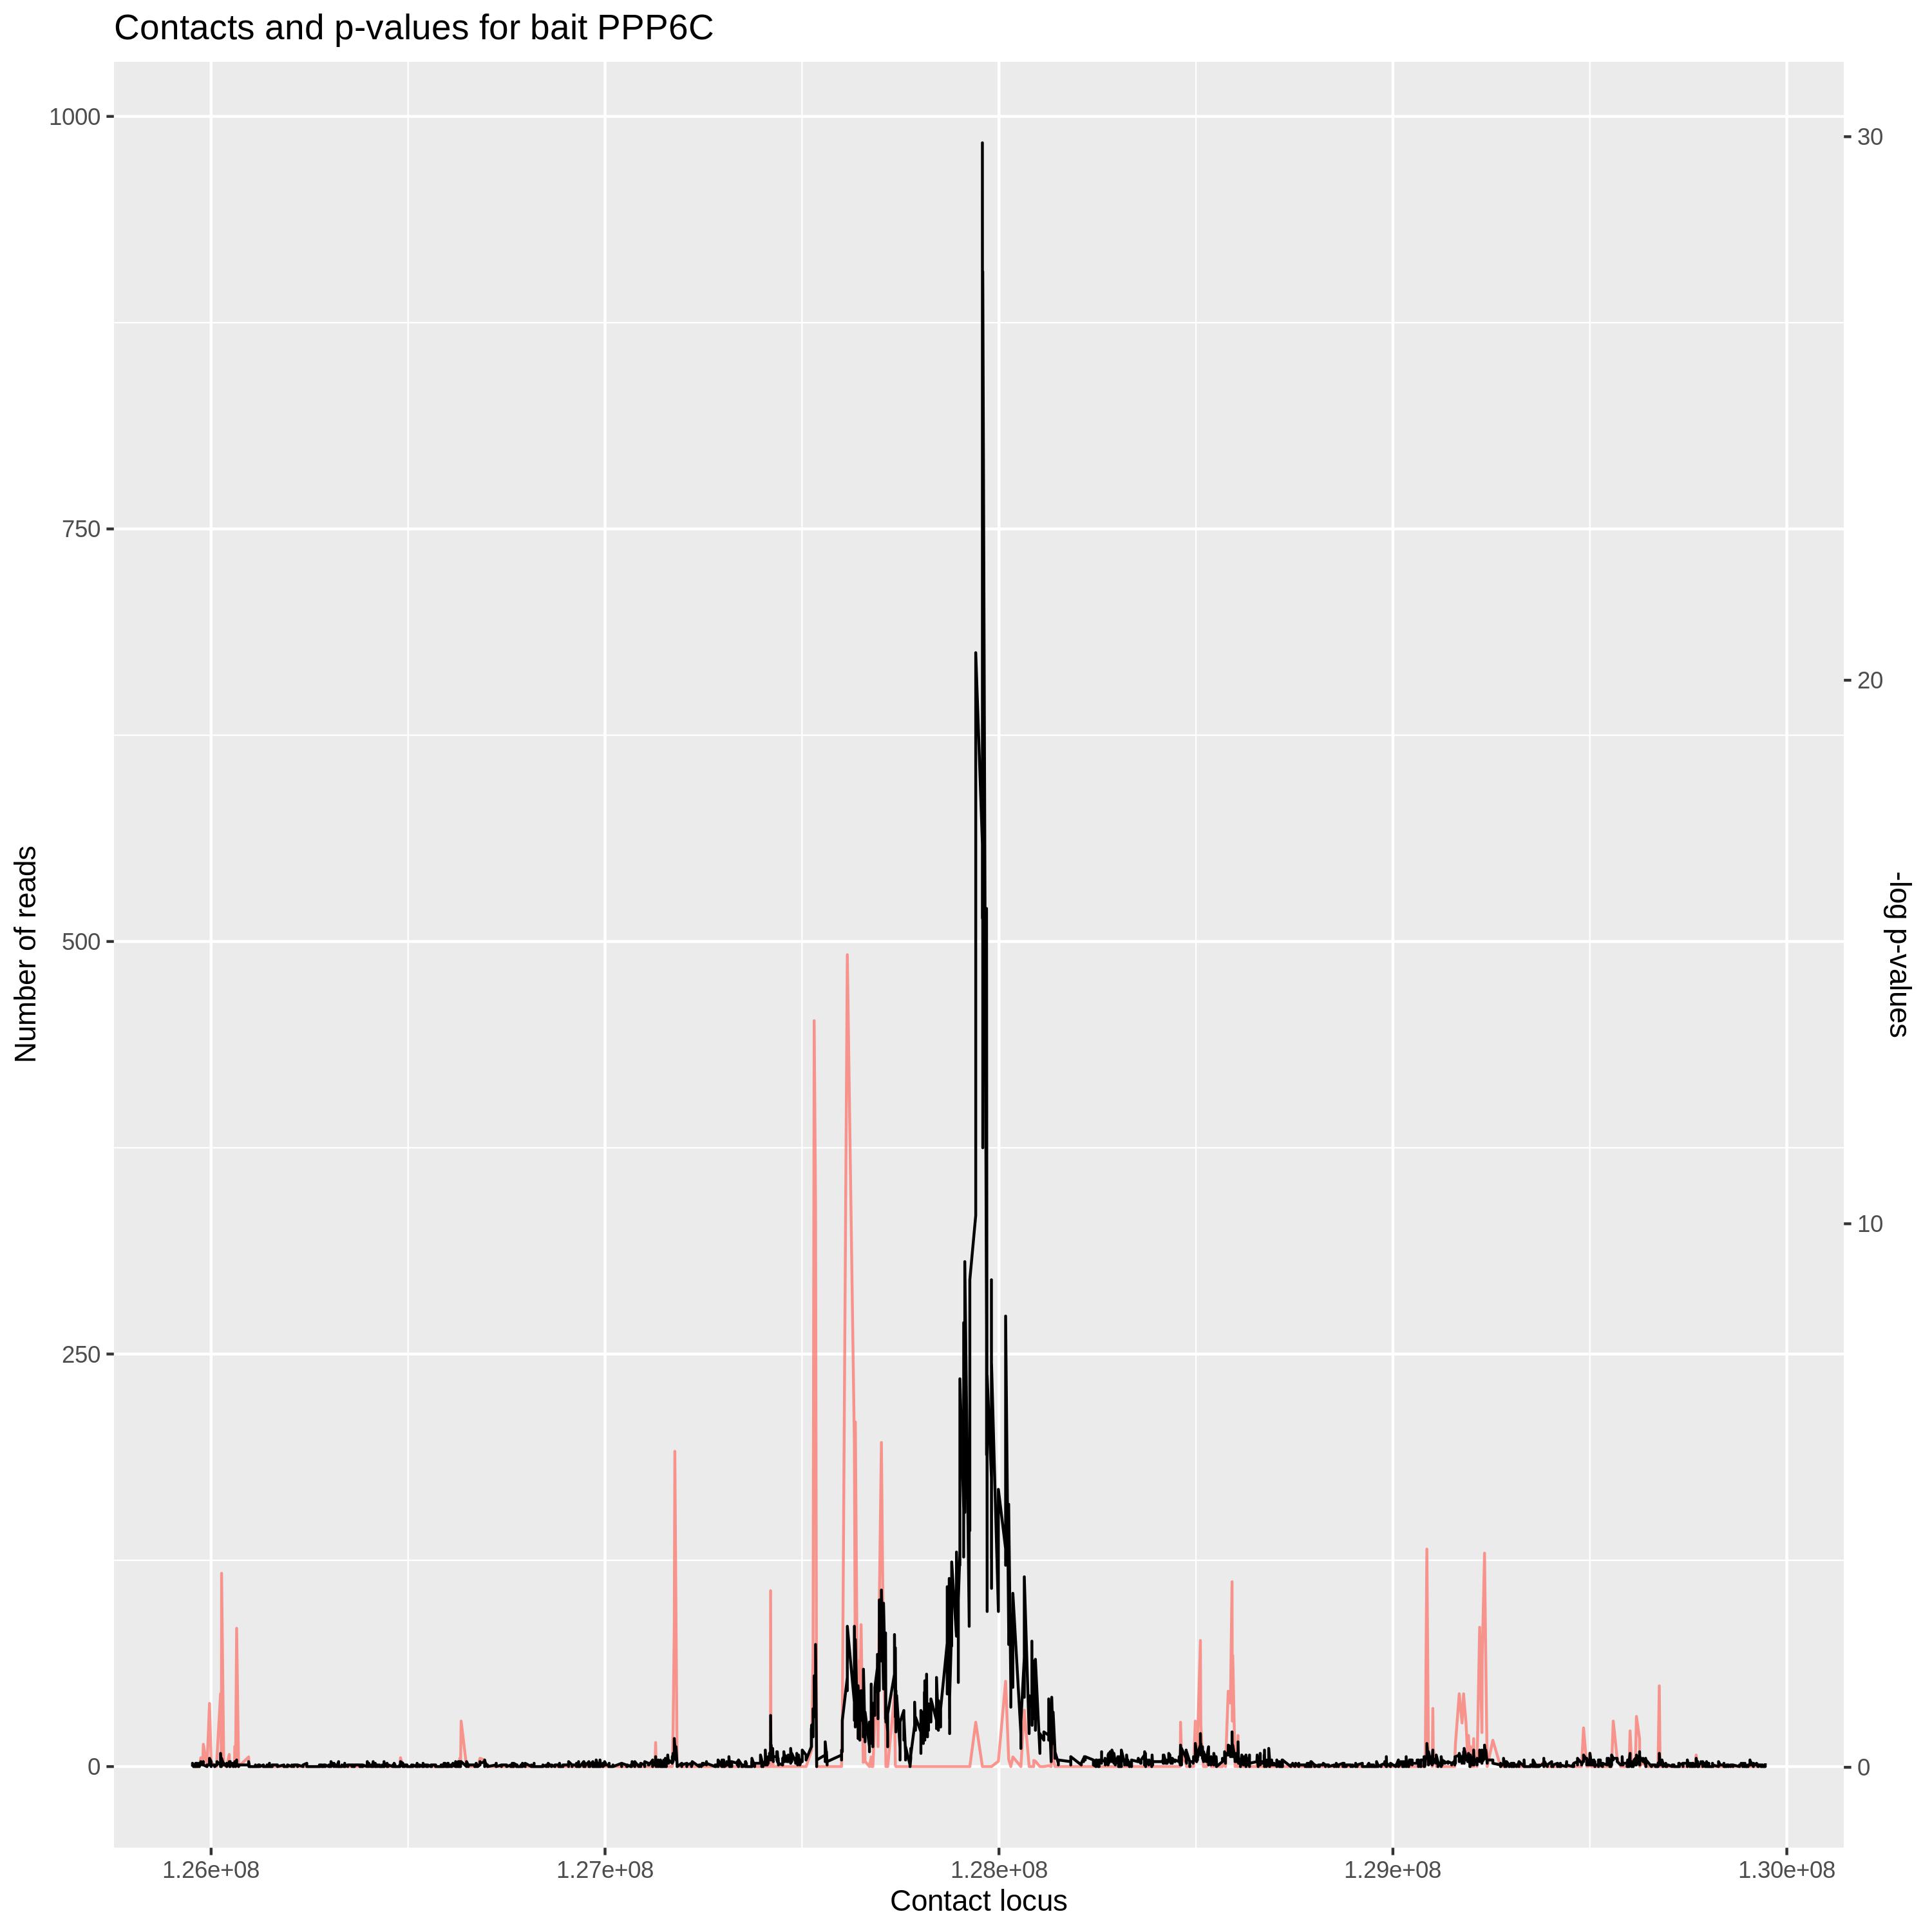 Contacts and p-values for bait PPP6C
1000
750
500
250
0
Number of reads
30
20
10
0
-log p-values
1.26e+08
1.27e+08
1.28e+08
1.29e+08
1.30e+08
Contact locus